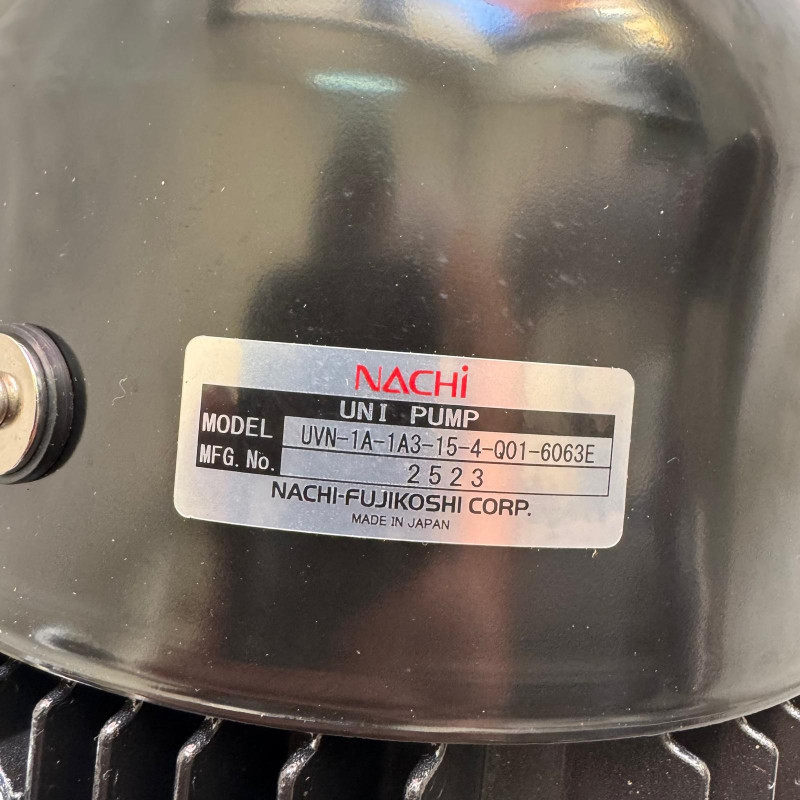 NACHi
UNI PUMP
MODEL UVN-1A-1A3-15-4-Q01-6063E
MFG. No. 2523
NACHI-FUJIKOSHI CORP.
MADE IN JAPAN